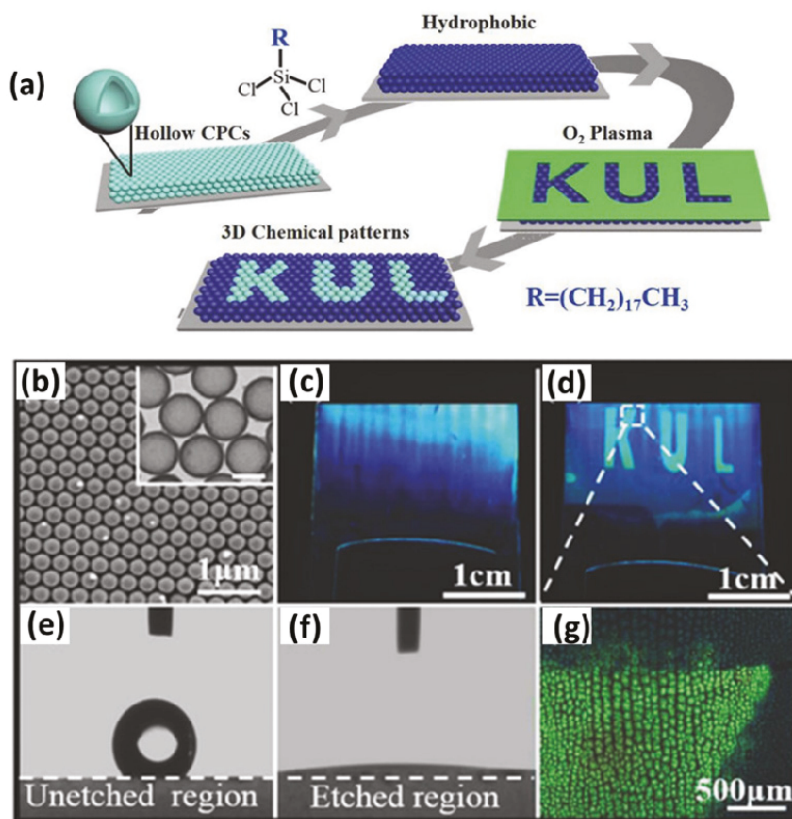 (a)
R
Si
Cl
Cl
Cl
Hollow CPCs
Hydrophobic
O₂ Plasma
KUL
3D Chemical patterns
KUL
R=(CH₂)₁₇CH₃
(b)
1μm
(c)
1cm
(d)
KUL
1cm
(e)
Unetched region
(f)
Etched region
(g)
500μm